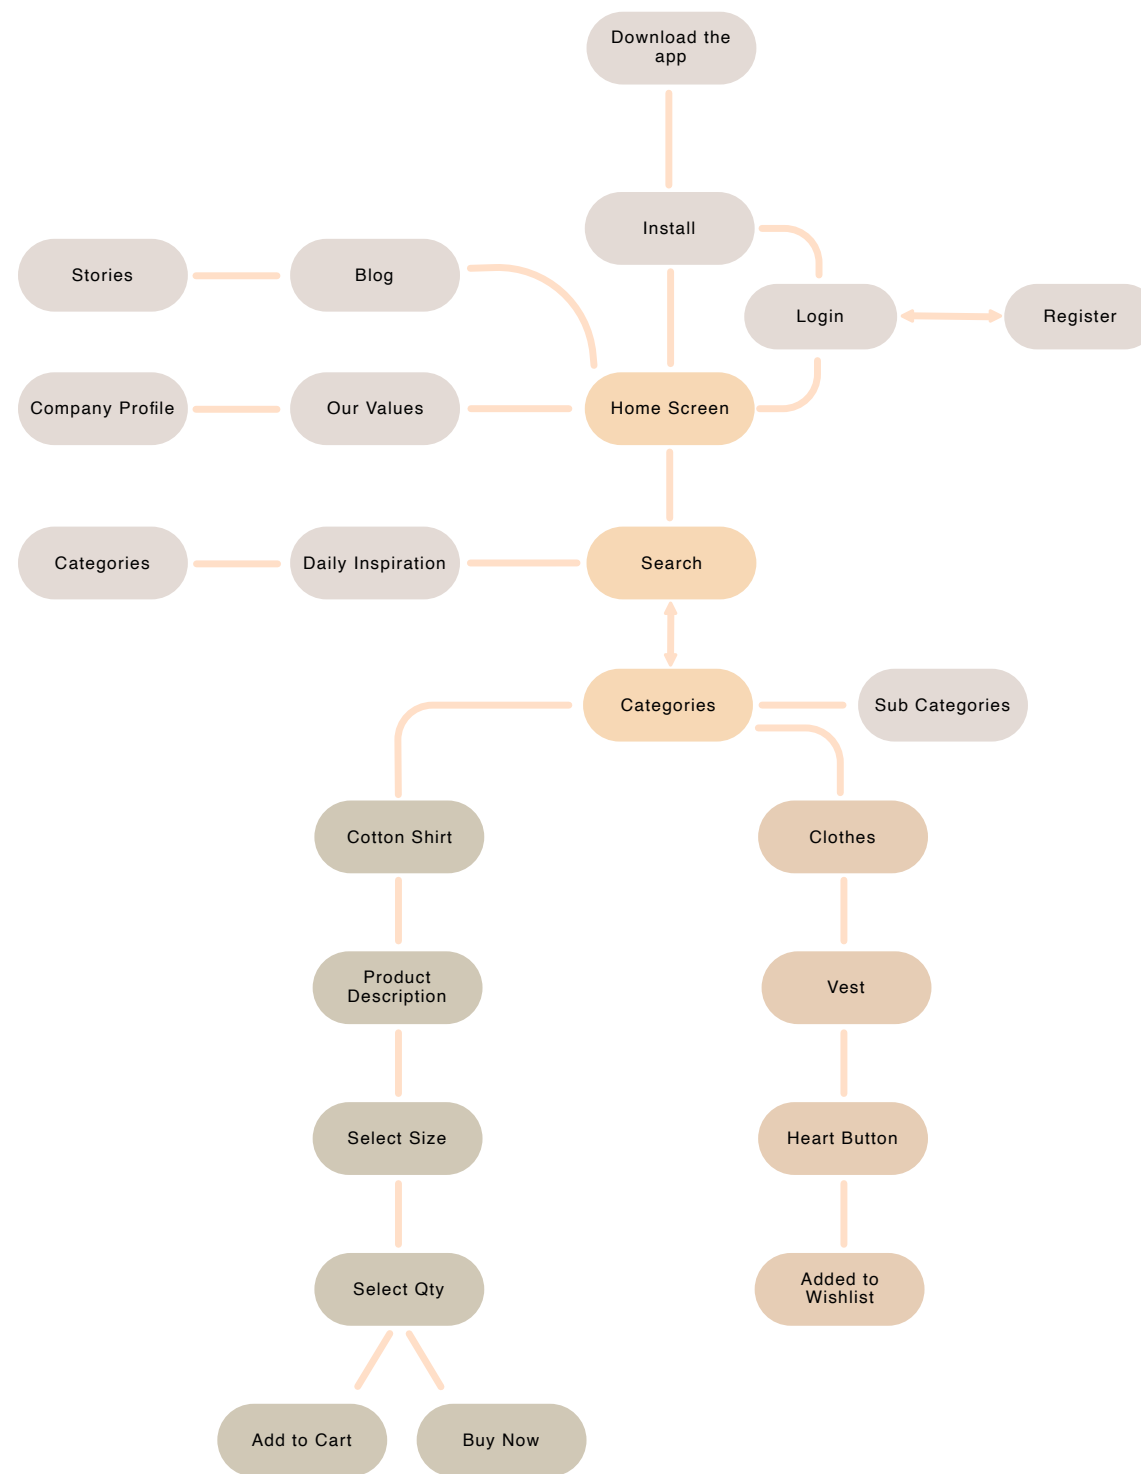 Download the
app
Install
Stories
Blog
Login
Register
Company Profile
Our Values
Home Screen
Categories
Daily Inspiration
Search
Categories
Sub Categories
Cotton Shirt
Clothes
Product
Description
Vest
Select Size
Heart Button
Select Qty
Added to
Wishlist
Add to Cart
Buy Now